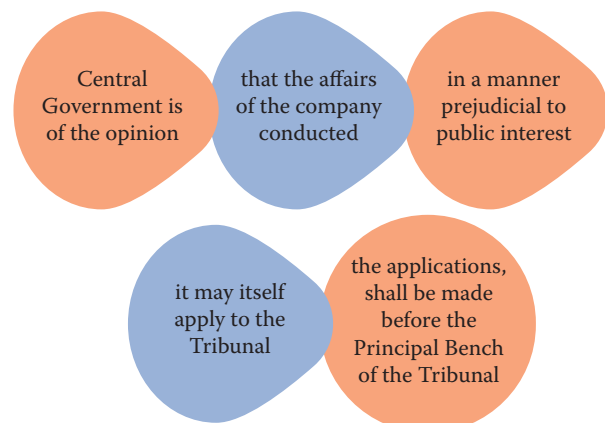 Central
Government is
of the opinion
that the affairs
of the company
conducted
in a manner
prejudicial to
public interest
it may itself
apply to the
Tribunal
the applications,
shall be made
before the
Principal Bench
of the Tribunal